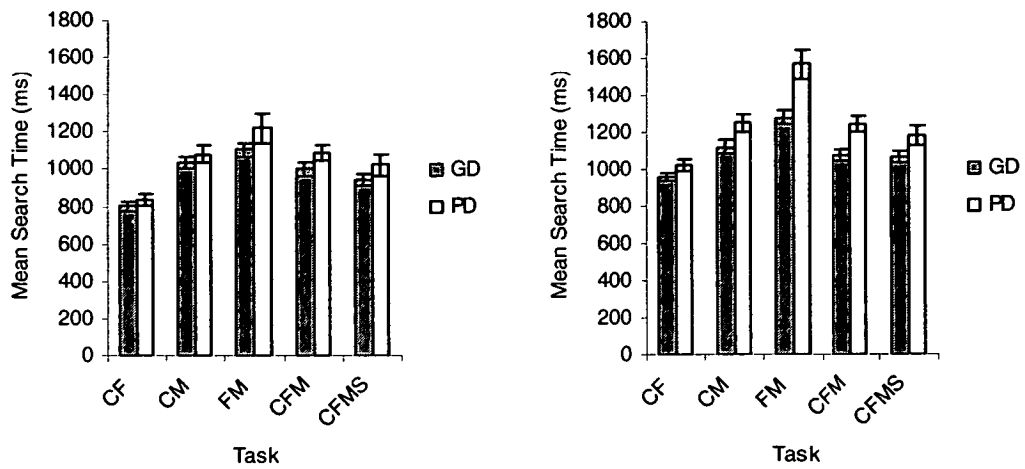 1800
1600
1400
1200
1000
800
600
400
200
0
Mean Search Time (ms)
CF
CM
FM
CFM
CFMS
Task
GD
PD
1800
1600
1400
1200
1000
800
600
400
200
0
Mean Search Time (ms)
CF
CM
FM
CFM
CFMS
Task
GD
PD